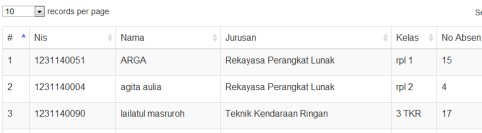 10 records per page Se
# Nis Nama Jurusan Kelas No Absen
1 1231140051 ARGA Rekayasa Perangkat Lunak rpl 1 15
2 1231140004 agita aulia Rekayasa Perangkat Lunak rpl 2 4
3 1231140090 lailatul masruroh Teknik Kendaraan Ringan 3 TKR 17